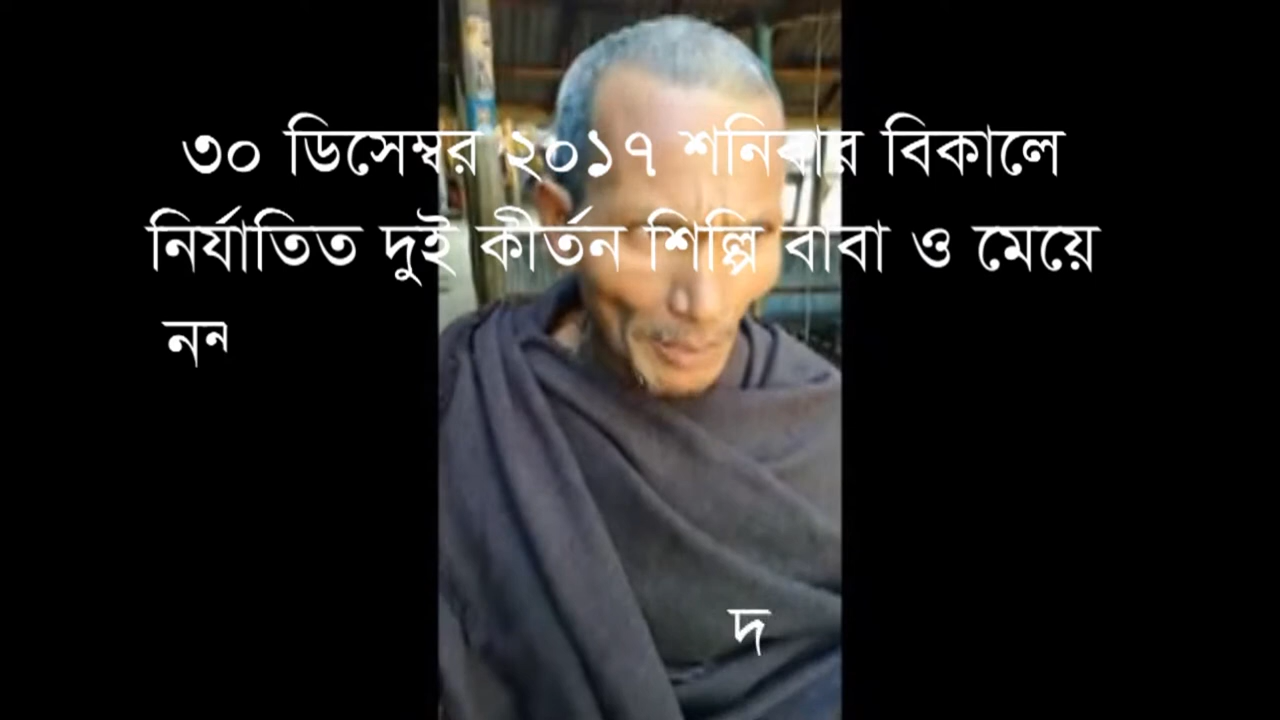 ৩০ ডিসেম্বর ২০১৭ শনিবার বিকালে
নির্যাতিত দুই কীর্তন শিল্পি বাবা ও মেয়ে
নন
দ